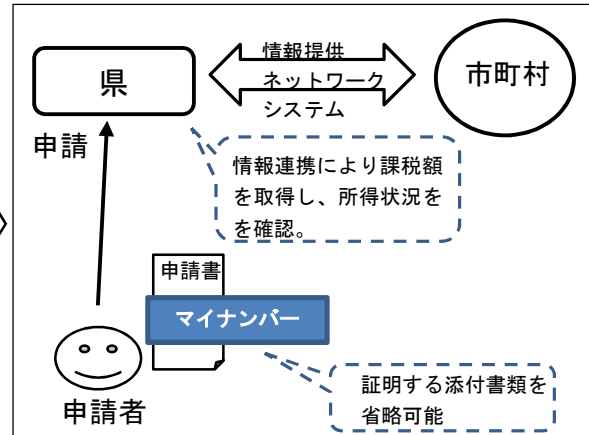 県
情報提供
ネットワーク
システム
市町村
申請
情報連携により課税額
を取得し、所得状況を
を確認。
申請書
マイナンバー
証明する添付書類を
省略可能
申請者